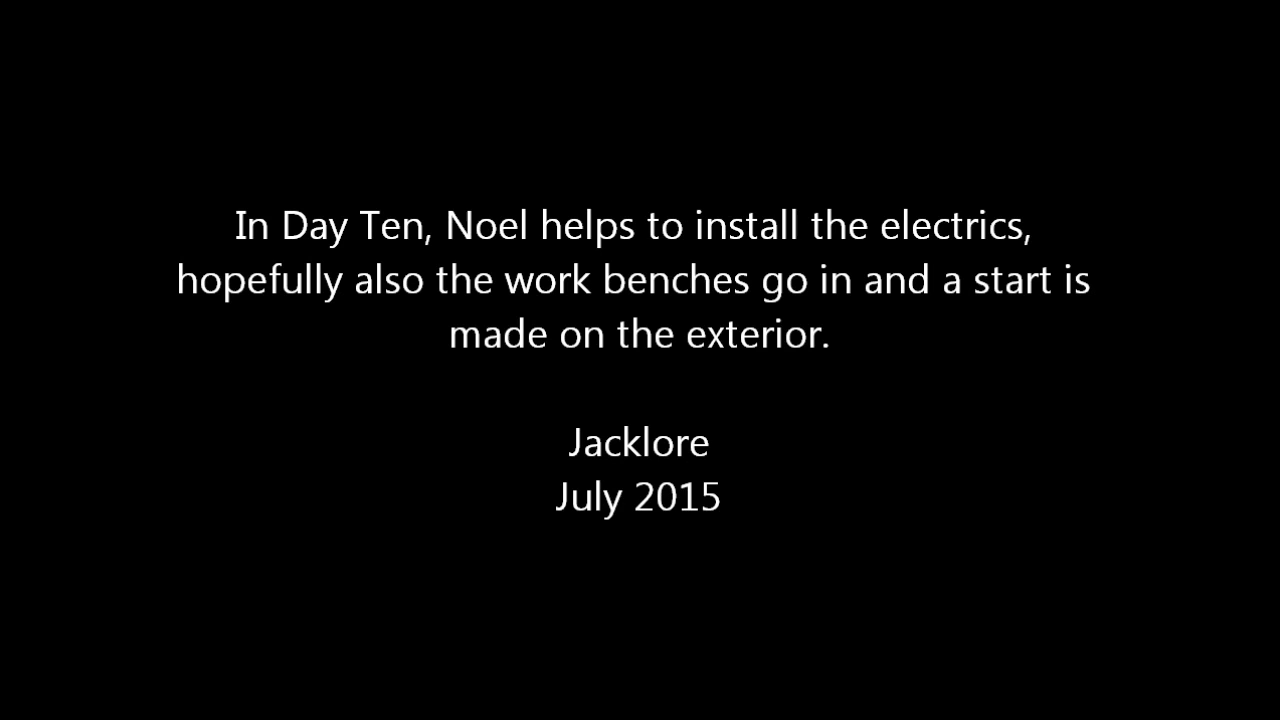 In Day Ten, Noel helps to install the electrics,
hopefully also the work benches go in and a start is
made on the exterior.
Jacklore
July 2015